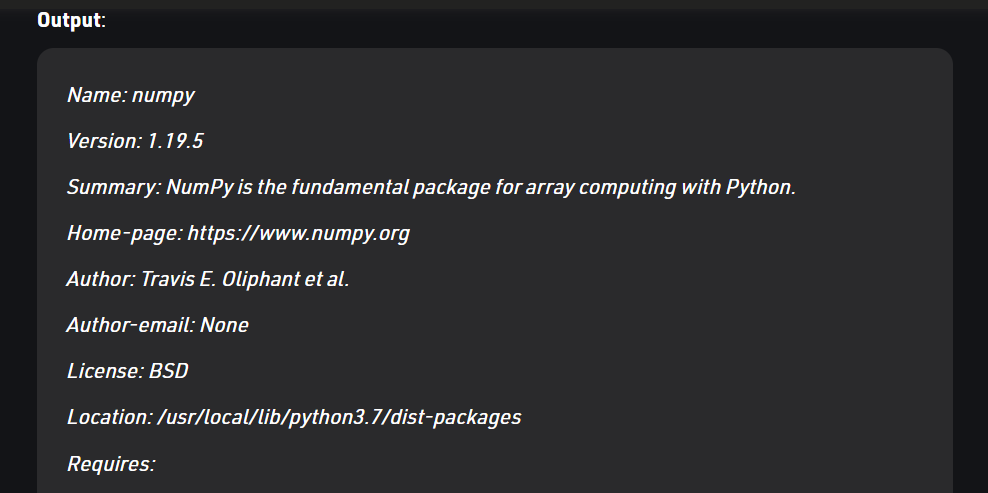 Output:
Name: numpy
Version: 1.19.5
Summary: NumPy is the fundamental package for array computing with Python.
Home-page: https://www.numpy.org
Author: Travis E. Oliphant et al.
Author-email: None
License: BSD
Location: /usr/local/lib/python3.7/dist-packages
Requires: